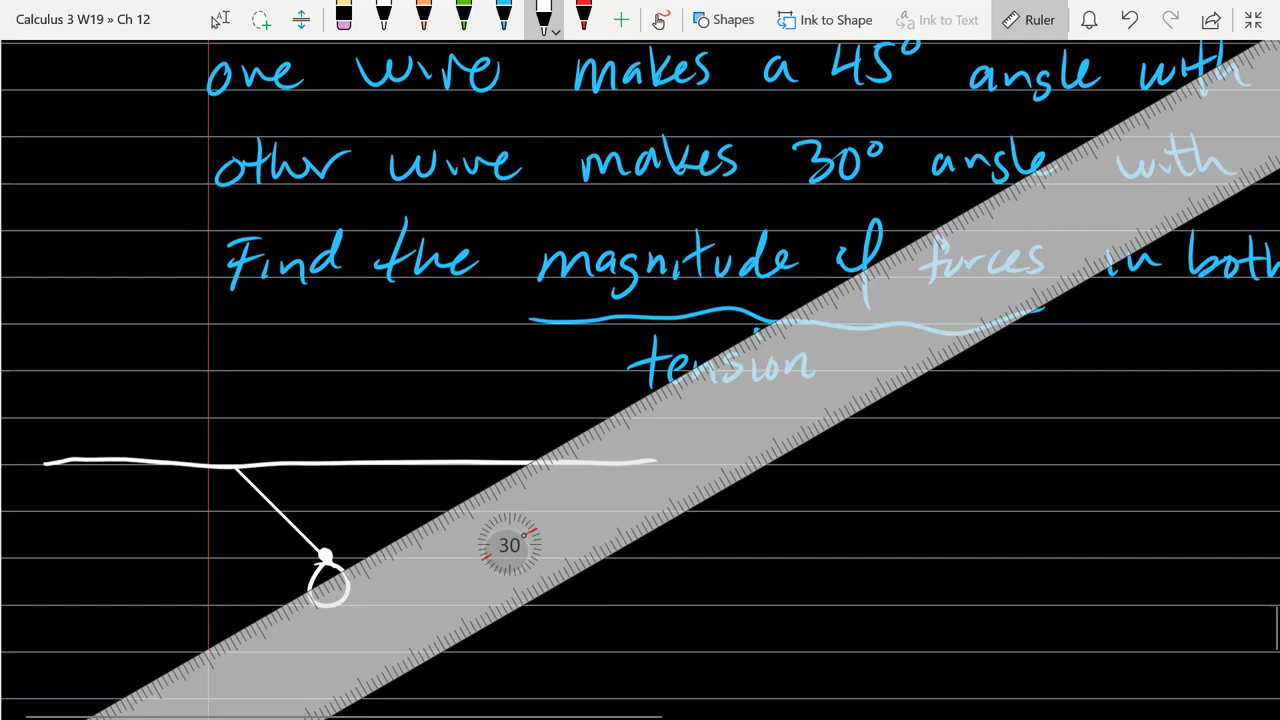 Calculus 3 W19 » Ch 12
Shapes
Ink to Shape
Ink to Text
Ruler
one wire makes a 45° angle with
other wire makes 30° angle with
Find the magnitude of forces in both
tension
30°